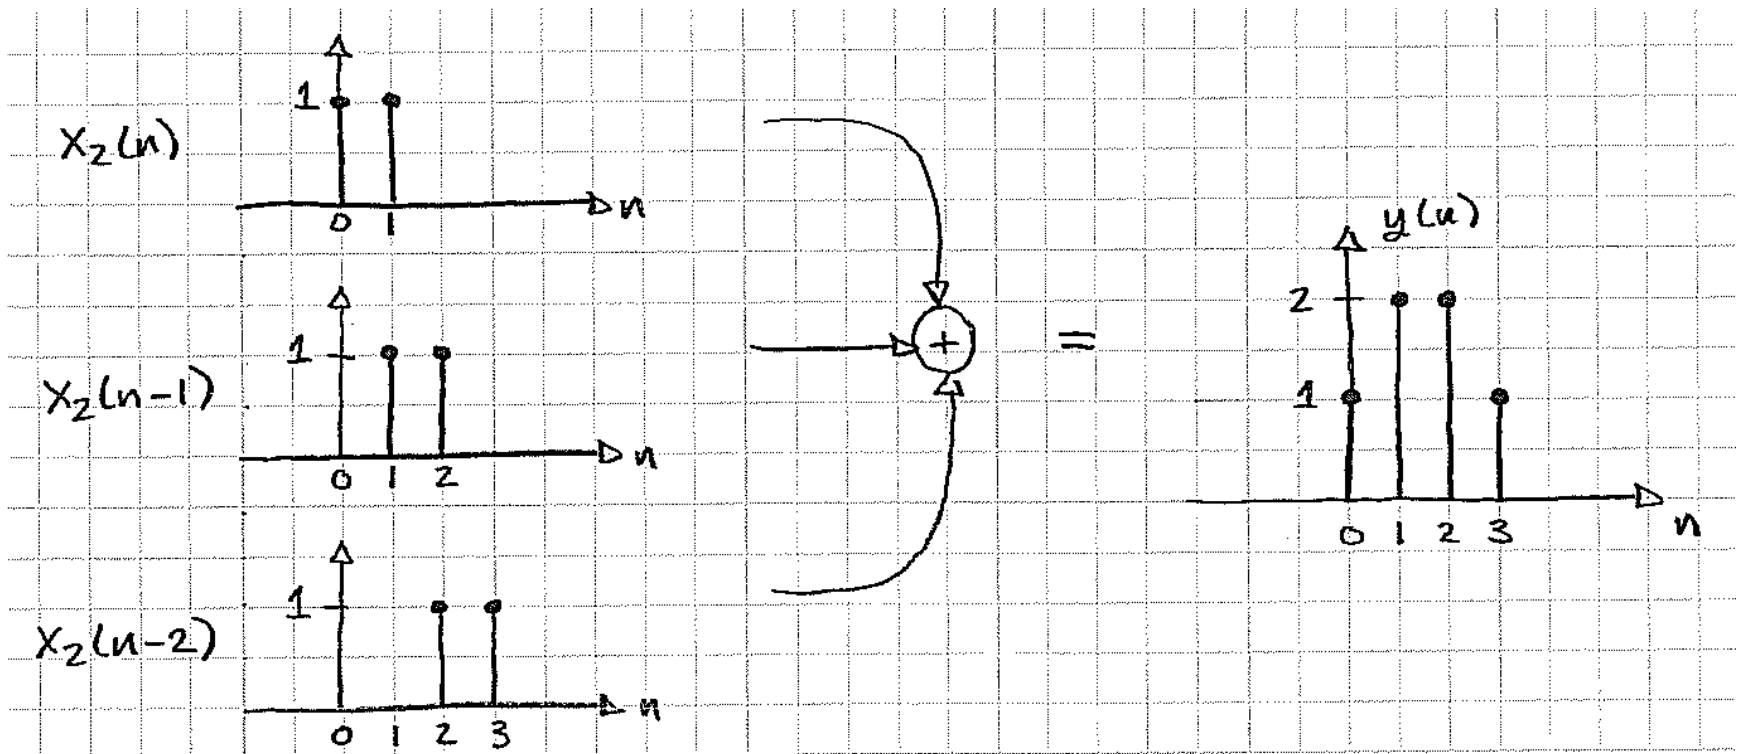 1
X₂(n)
0 1
n
1
X₂(n-1)
0 1 2
n
1
X₂(n-2)
0 1 2 3
n
+
=
y(n)
2
1
0 1 2 3
n